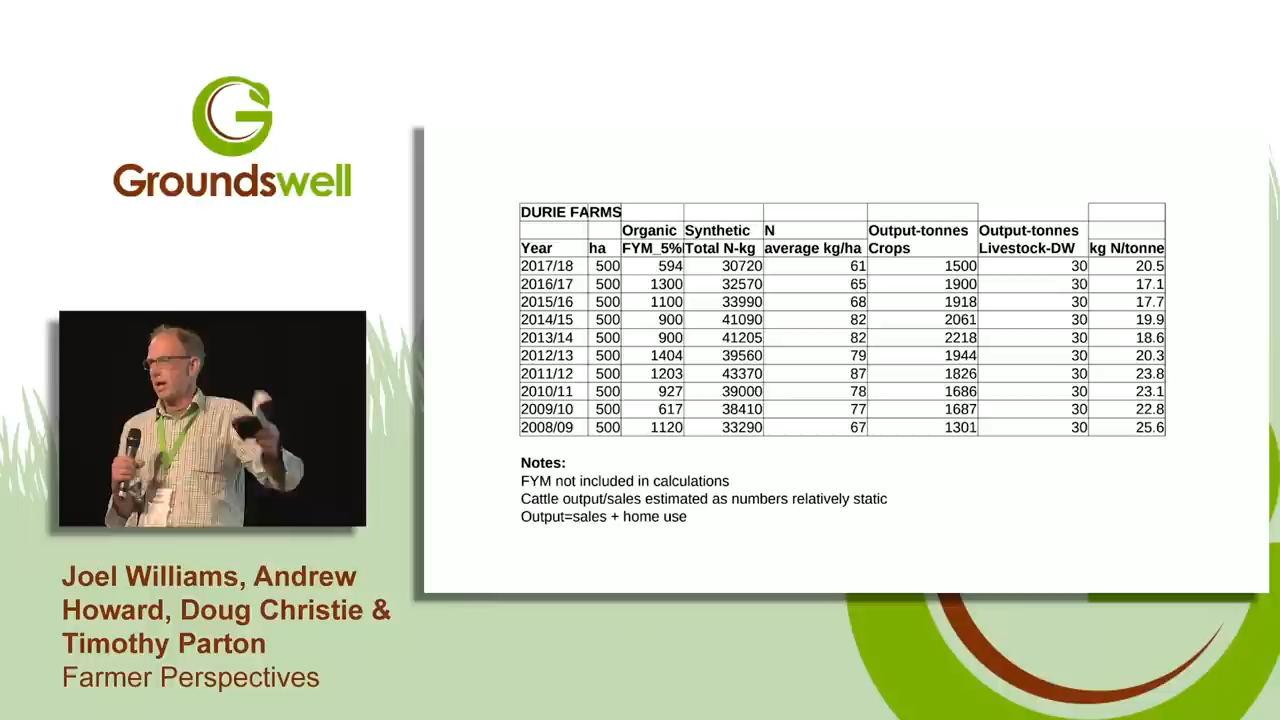 Groundswell
DURIE FARMS
Organic Synthetic N Output-tonnes Output-tonnes
Year ha FYM_5% Total N-kg average kg/ha Crops Livestock-DW kg N/tonne
2017/18 500 594 30720 61 1500 30 20.5
2016/17 500 1300 32570 65 1900 30 17.1
2015/16 500 1100 33990 68 1918 30 17.7
2014/15 500 900 41090 82 2061 30 19.9
2013/14 500 900 41205 82 2218 30 18.6
2012/13 500 1404 39560 79 1944 30 20.3
2011/12 500 1203 43370 87 1826 30 23.8
2010/11 500 927 39000 78 1686 30 23.1
2009/10 500 617 38410 77 1687 30 22.8
2008/09 500 1120 33290 67 1301 30 25.6
Notes:
FYM not included in calculations
Cattle output/sales estimated as numbers relatively static
Output=sales + home use
Joel Williams, Andrew
Howard, Doug Christie &
Timothy Parton
Farmer Perspectives